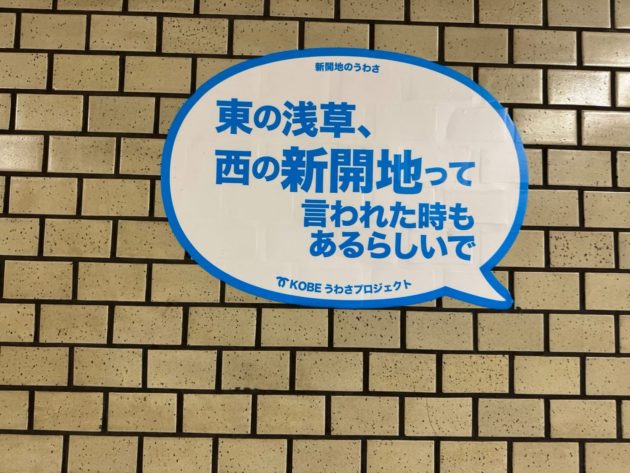 新開地のうわさ
東の浅草、
西の新開地って
言われた時も
あるらしいで
KOBE うわさプロジェクト